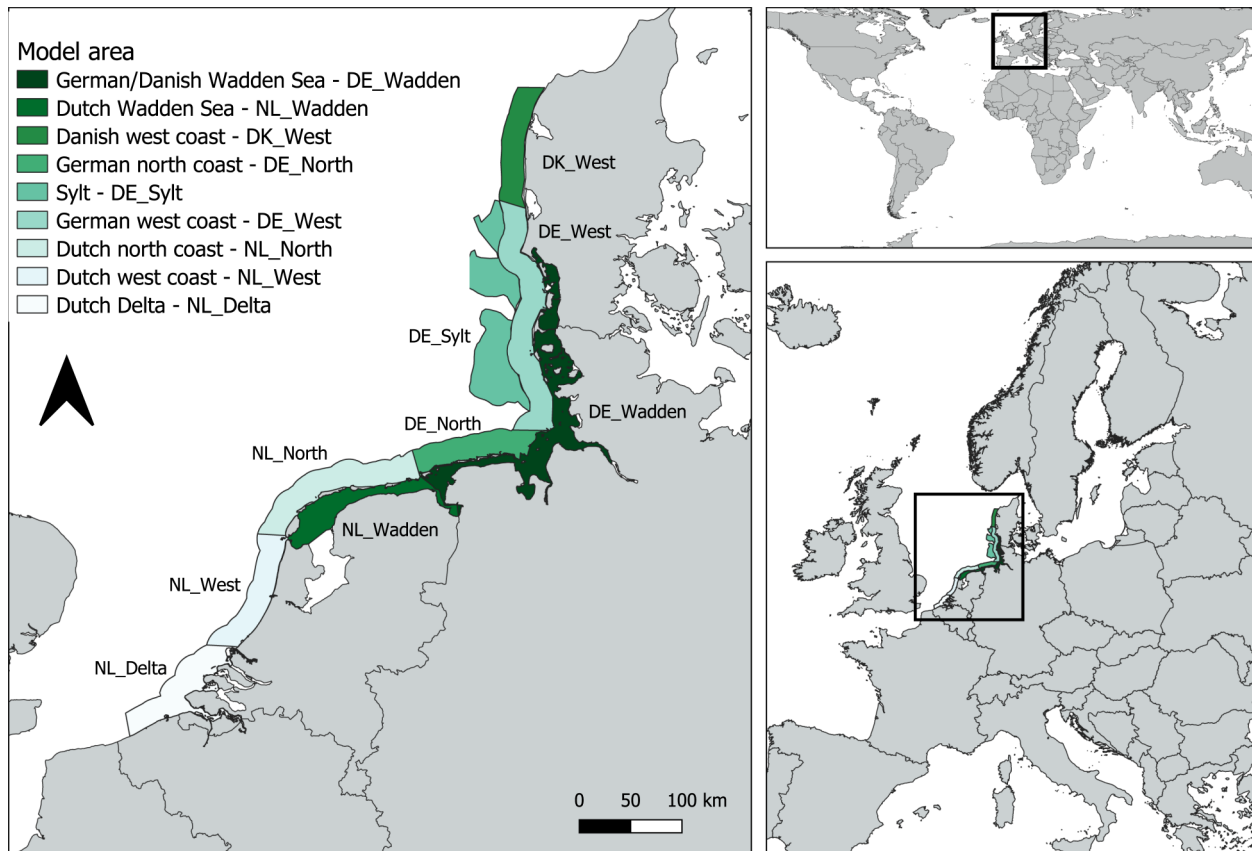 Model area
German/Danish Wadden Sea - DE_Wadden
Dutch Wadden Sea - NL_Wadden
Danish west coast - DK_West
German north coast - DE_North
Sylt - DE_Sylt
German west coast - DE_West
Dutch north coast - NL_North
Dutch west coast - NL_West
Dutch Delta - NL_Delta
DK_West
DE_West
DE_Sylt
DE_Wadden
DE_North
NL_North
NL_Wadden
NL_West
NL_Delta
0 50 100 km